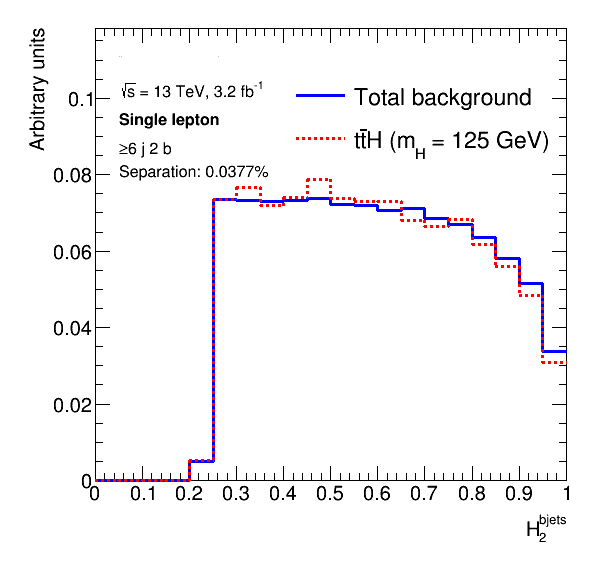 Arbitrary units
√s = 13 TeV, 3.2 fb⁻¹
Single lepton
≥6 j 2 b
Separation: 0.0377%
Total background
tt̄H (m_H = 125 GeV)
0.1
0.08
0.06
0.04
0.02
0
0 0.1 0.2 0.3 0.4 0.5 0.6 0.7 0.8 0.9 1
H₂^bjets